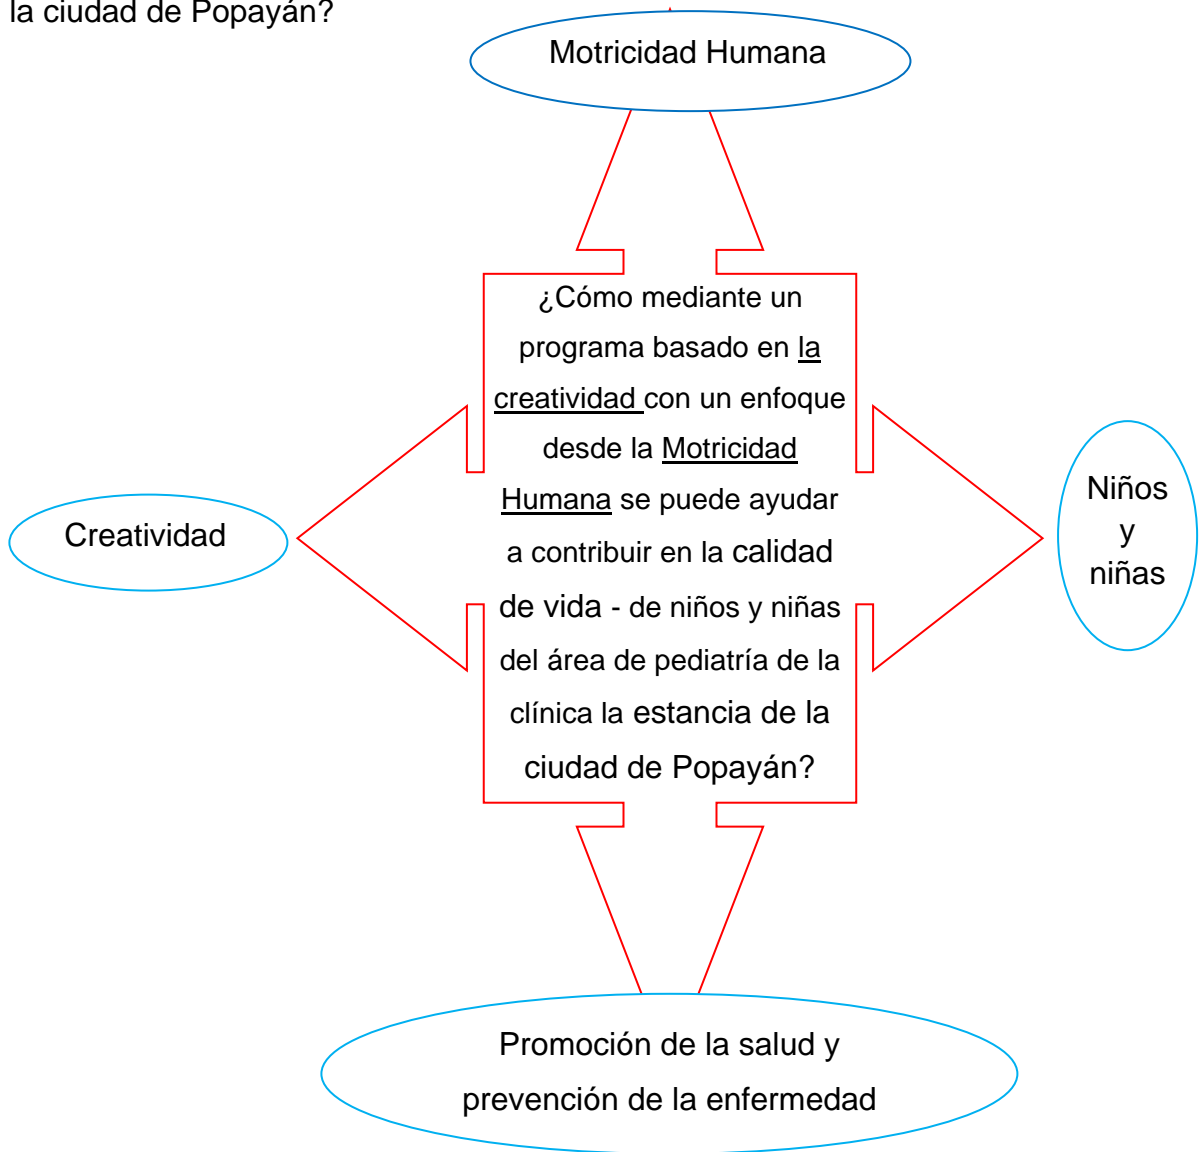 la ciudad de Popayán?
Motricidad Humana
¿Cómo mediante un
programa basado en la
creatividad con un enfoque
desde la Motricidad
Humana se puede ayudar
a contribuir en la calidad
de vida - de niños y niñas
del área de pediatría de la
clínica la estancia de la
ciudad de Popayán?
Creatividad
Niños
y
niñas
Promoción de la salud y
prevención de la enfermedad